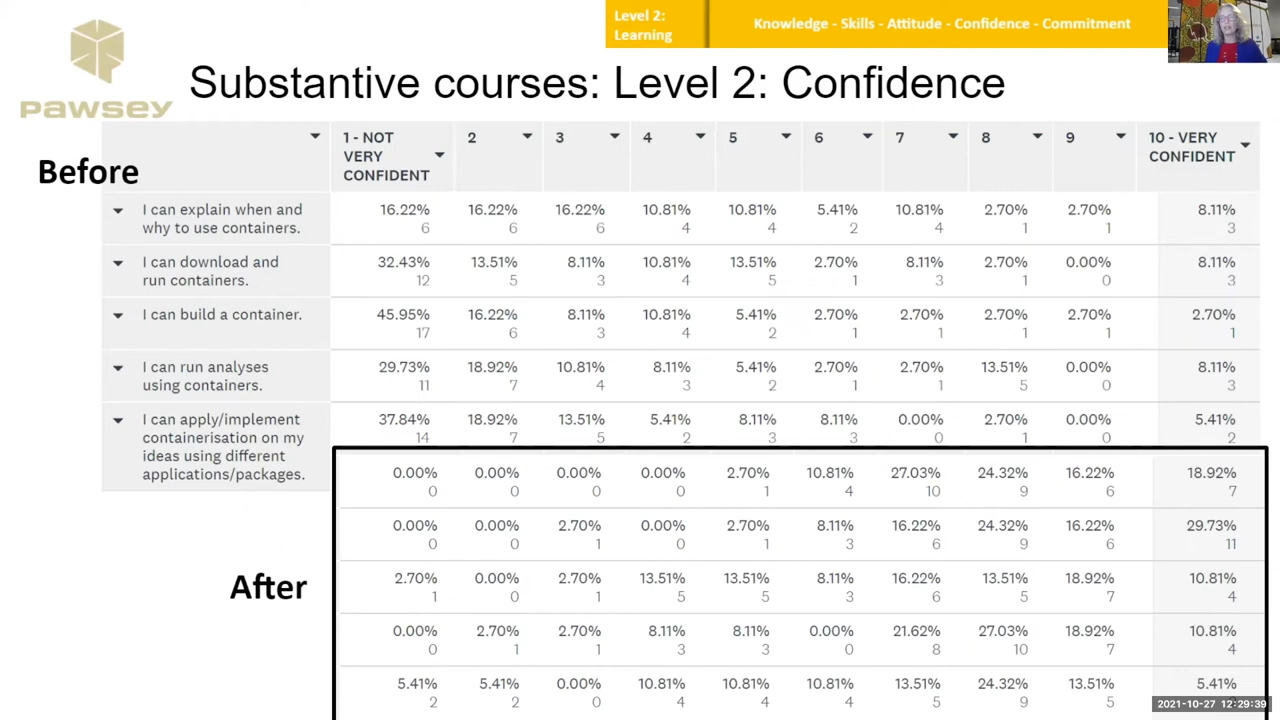 Level 2:
Learning
Knowledge - Skills - Attitude - Confidence - Commitment
PAWSEY
Substantive courses: Level 2: Confidence
Before
1 - NOT VERY CONFIDENT 2 3 4 5 6 7 8 9 10 - VERY CONFIDENT
I can explain when and why to use containers.
16.22% 16.22% 16.22% 10.81% 10.81% 5.41% 10.81% 2.70% 2.70% 8.11%
6 6 6 4 4 2 4 1 1 3
I can download and run containers.
32.43% 13.51% 8.11% 10.81% 13.51% 2.70% 8.11% 2.70% 0.00% 8.11%
12 5 3 4 5 1 3 1 0 3
I can build a container.
45.95% 16.22% 8.11% 10.81% 5.41% 2.70% 2.70% 2.70% 2.70% 2.70%
17 6 3 4 2 1 1 1 1 1
I can run analyses using containers.
29.73% 18.92% 10.81% 8.11% 5.41% 2.70% 2.70% 13.51% 0.00% 8.11%
11 7 4 3 2 1 1 5 0 3
I can apply/implement containerisation on my ideas using different applications/packages.
37.84% 18.92% 13.51% 5.41% 8.11% 8.11% 0.00% 2.70% 0.00% 5.41%
14 7 5 2 3 3 0 1 0 2
After
0.00% 0.00% 0.00% 0.00% 2.70% 10.81% 27.03% 24.32% 16.22% 18.92%
0 0 0 0 1 4 10 9 6 7
0.00% 0.00% 2.70% 0.00% 2.70% 8.11% 16.22% 24.32% 16.22% 29.73%
0 0 1 0 1 3 6 9 6 11
2.70% 0.00% 2.70% 13.51% 13.51% 8.11% 16.22% 13.51% 18.92% 10.81%
1 0 1 5 5 3 6 5 7 4
0.00% 2.70% 2.70% 8.11% 8.11% 0.00% 21.62% 27.03% 18.92% 10.81%
0 1 1 3 3 0 8 10 7 4
5.41% 5.41% 0.00% 10.81% 10.81% 10.81% 13.51% 24.32% 13.51% 5.41%
2 2 0 4 4 4 5 9 5
2021-10-27 12:29:39